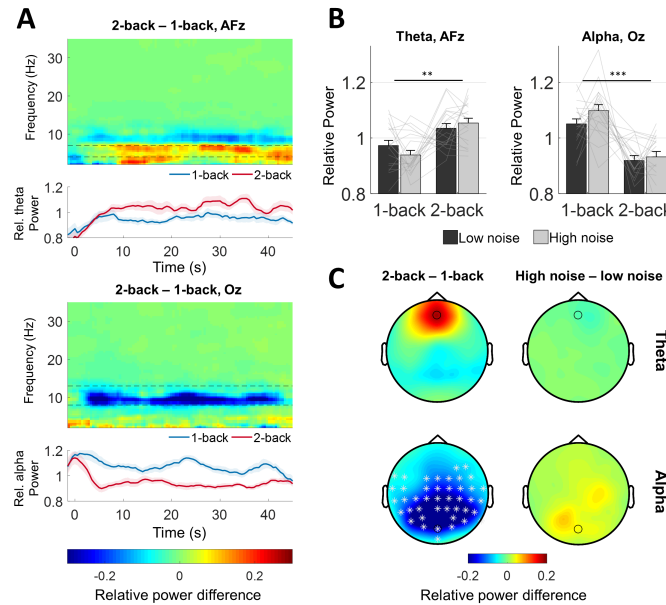 A
2-back – 1-back, AFz
Frequency (Hz)
30
20
10
1-back
2-back
Rel. theta
Power
1.2
1
0.8
0
10
20
30
40
Time (s)
2-back – 1-back, Oz
Frequency (Hz)
30
20
10
1-back
2-back
Rel. alpha
Power
1.2
1
0.8
0
10
20
30
40
Time (s)
-0.2
0
0.2
Relative power difference
B
Theta, AFz
Relative Power
1.2
1
0.8
**
1-back
2-back
Alpha, Oz
Relative Power
1.2
1
0.8
***
1-back
2-back
Low noise
High noise
C
2-back – 1-back
High noise – low noise
Theta
Alpha
-0.2
0
0.2
Relative power difference